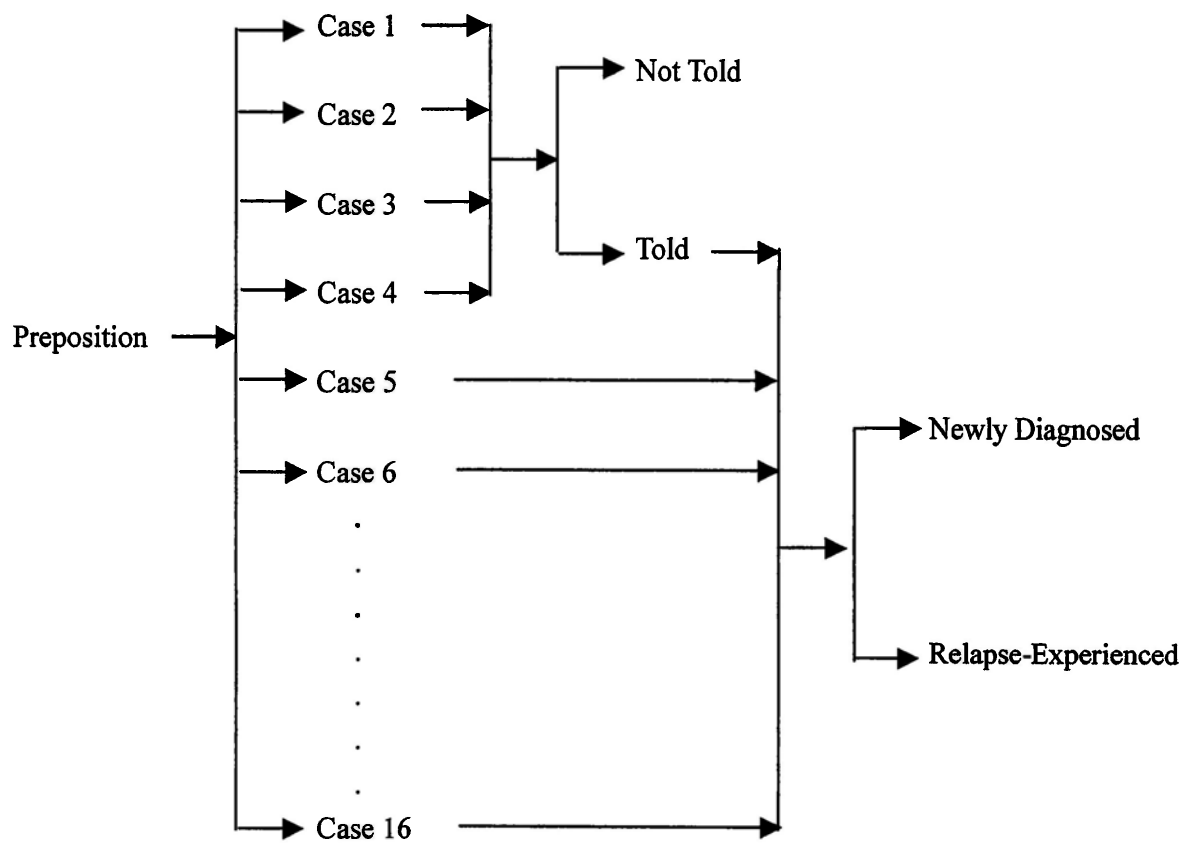 Case 1
Not Told
Case 2
Case 3
Told
Case 4
Preposition
Case 5
Newly Diagnosed
Case 6
Relapse-Experienced
Case 16